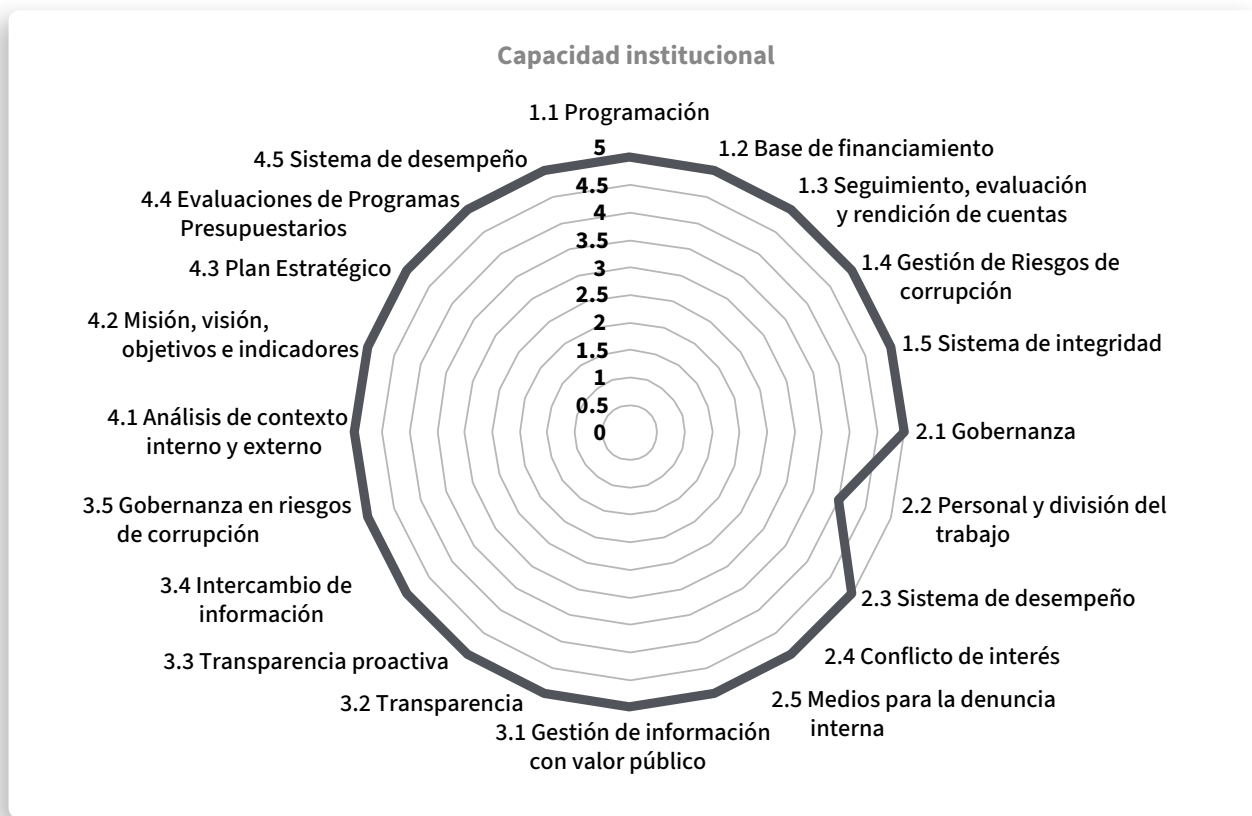 Capacidad institucional
1.1 Programación
1.2 Base de financiamiento
1.3 Seguimiento, evaluación
y rendición de cuentas
1.4 Gestión de Riesgos de
corrupción
1.5 Sistema de integridad
2.1 Gobernanza
2.2 Personal y división del
trabajo
2.3 Sistema de desempeño
2.4 Conflicto de interés
2.5 Medios para la denuncia
interna
3.1 Gestión de información
con valor público
3.2 Transparencia
3.3 Transparencia proactiva
3.4 Intercambio de
información
3.5 Gobernanza en riesgos
de corrupción
4.1 Análisis de contexto
interno y externo
4.2 Misión, visión,
objetivos e indicadores
4.3 Plan Estratégico
4.4 Evaluaciones de Programas
Presupuestarios
4.5 Sistema de desempeño
5
4.5
4
3.5
3
2.5
2
1.5
1
0.5
0